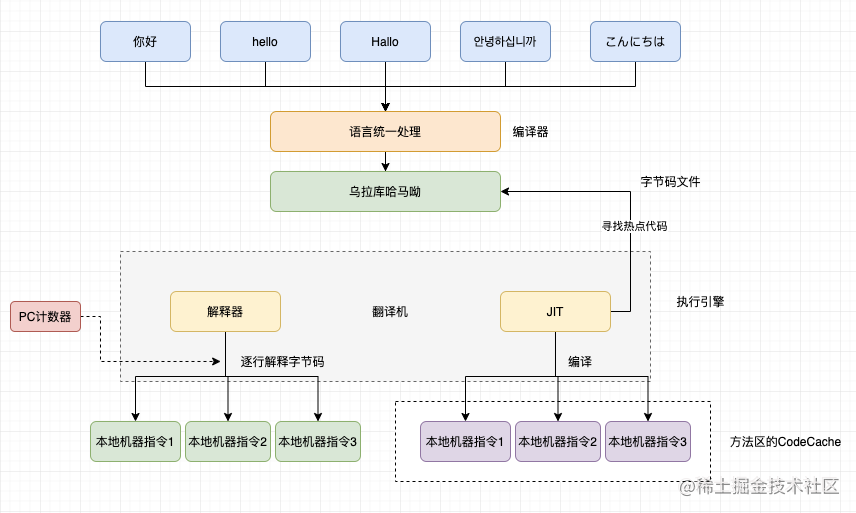 你好
hello
Hallo
안녕하십니까
こんにちは
语言统一处理
编译器
乌拉库哈马呦
字节码文件
寻找热点代码
解释器
翻译机
JIT
执行引擎
PC计数器
逐行解释字节码
编译
本地机器指令1
本地机器指令2
本地机器指令3
本地机器指令1
本地机器指令2
本地机器指令3
方法区的CodeCache
@稀土掘金技术社区